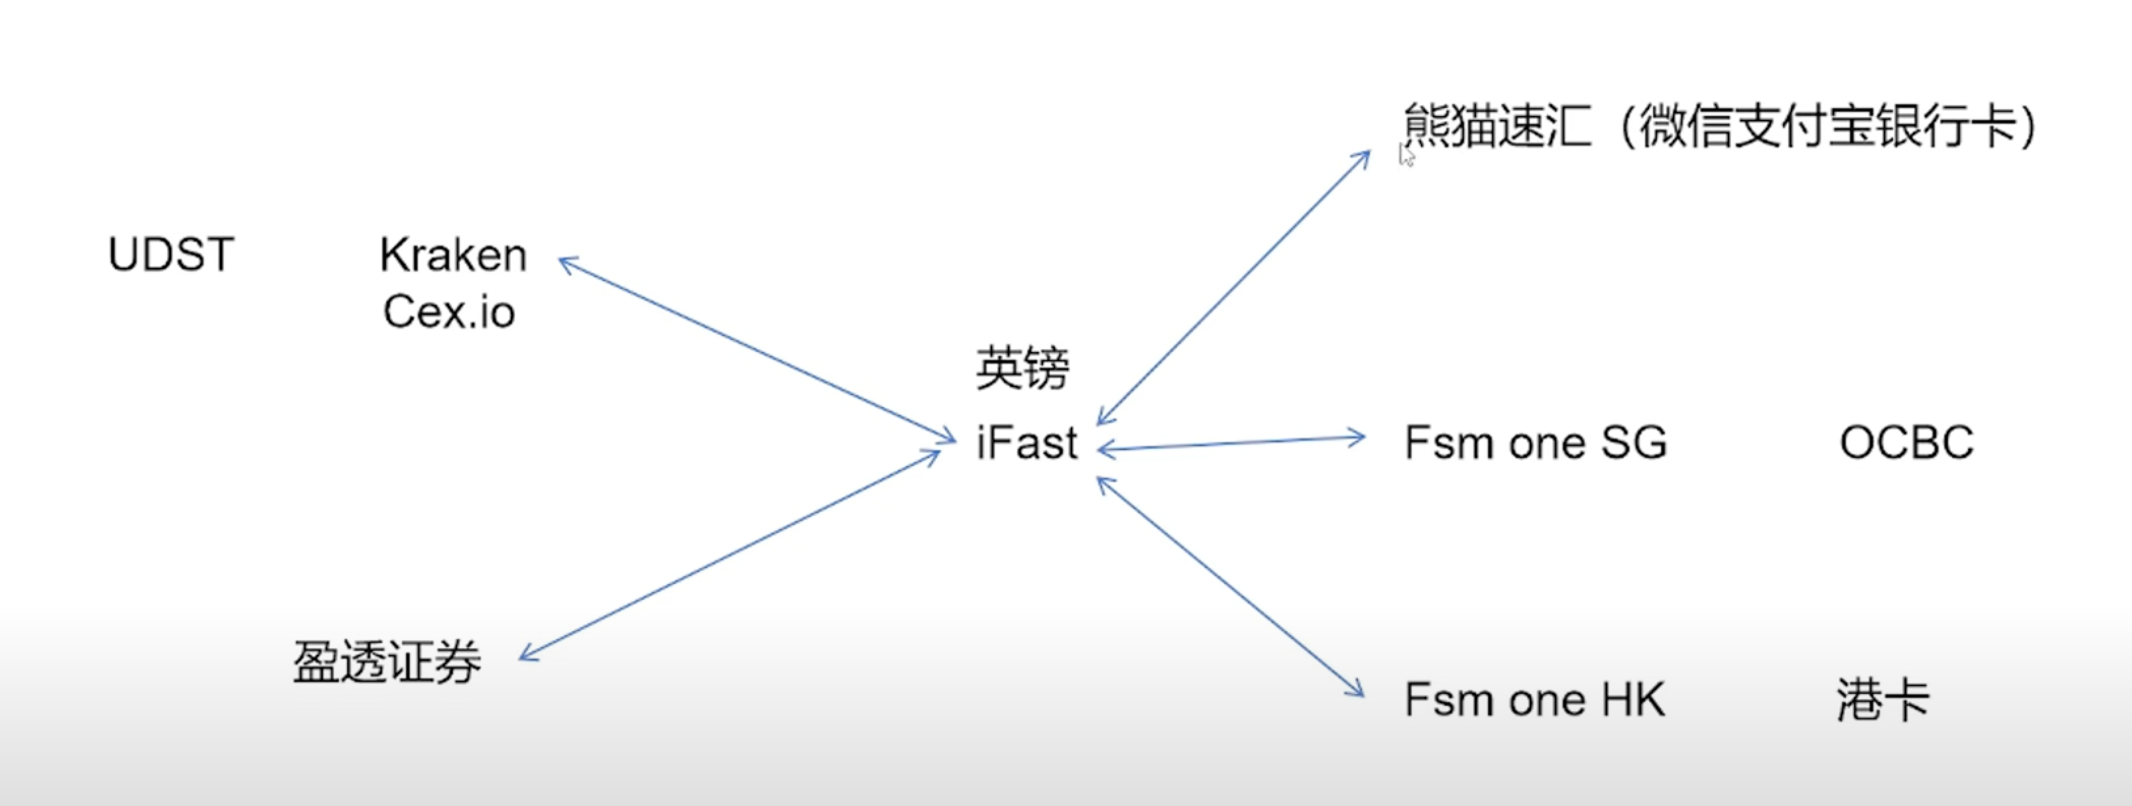 熊猫速汇（微信支付宝银行卡）
UDST
Kraken
Cex.io
英镑
iFast
Fsm one SG
OCBC
盈透证券
Fsm one HK
港卡